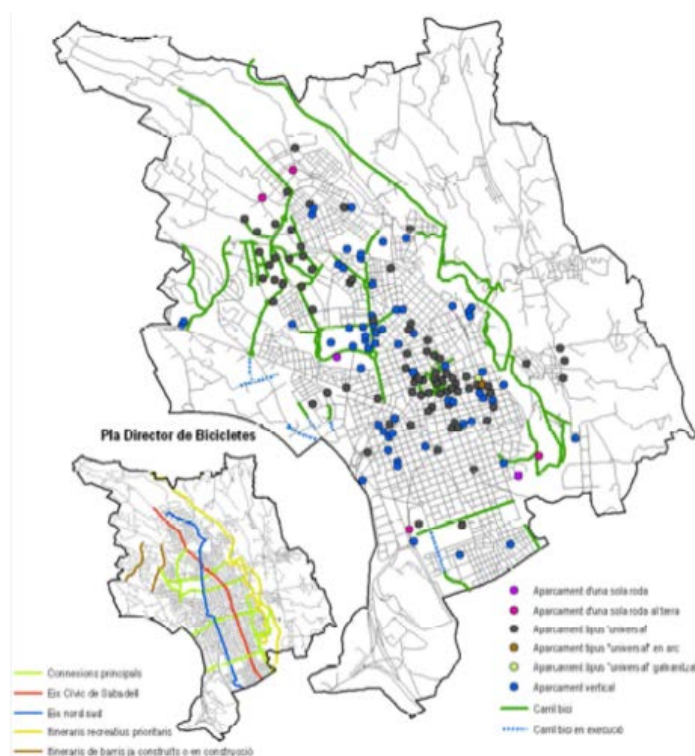 Pla Director de Bicicletes
Aparcament d'una sola roda
Aparcament d'una sola roda al terra
Aparcament tipus "universal"
Aparcament tipus "universal" en arc
Aparcament tipus "universal" galvanitzat
Aparcament vertical
Carril bici
Carril bici en execució
Connexions principals
Eix Cívic de Sabadell
Eix nord sud
Itineraris recreatius prioritaris
Itineraris de barris ja construïts o en construcció